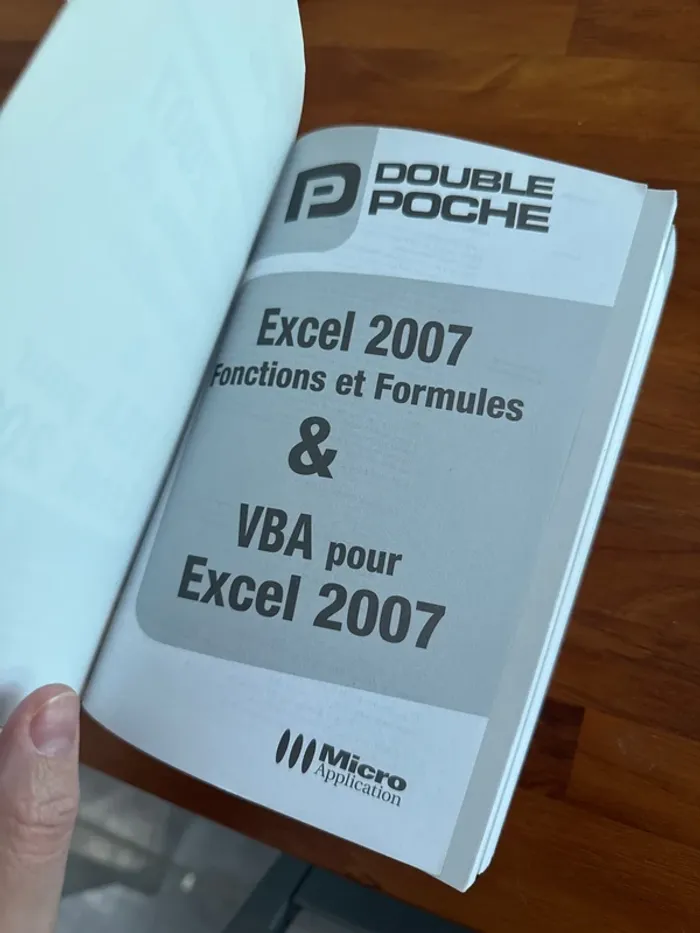 DOUBLE
POCHE
Excel 2007
Fonctions et Formules
&
VBA pour
Excel 2007
Micro
Application